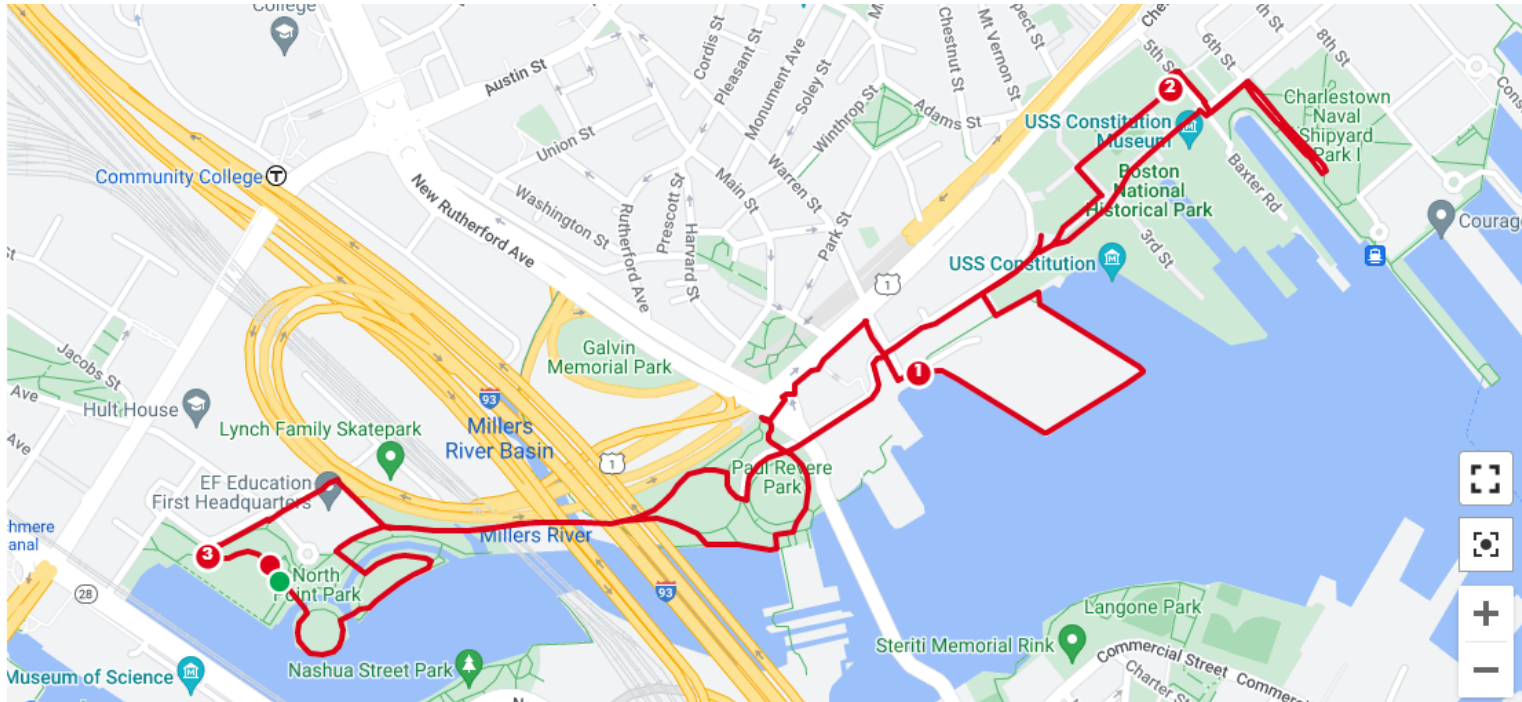 College
Austin St
Cordis St
Pleasant St
Monument Ave
Soley St
Winthrop St
Chestnut St
Mt Vernon St
Adams St
5th St
6th St
8th St
2
USS Constitution
Museum
Charlestown
Naval
Shipyard
Park I
Union St
Community College
T
Washington St
New Rutherford Ave
Rutherford Ave
Prescott St
Harvard St
Main St
Warren St
Park St
Boston
National
Historical Park
Baxter Rd
3rd St
USS Constitution
1
Galvin
Memorial Park
1
Jacobs St
Ave
Hult House
Ave
93
Millers
River Basin
Lynch Family Skatepark
1
EF Education
First Headquarters
Paul Revere
Park
Millers River
3
North
Point Park
28
93
Museum of Science
Nashua Street Park
Langone Park
Steriti Memorial Rink
Commercial Street
Charter St
+
−